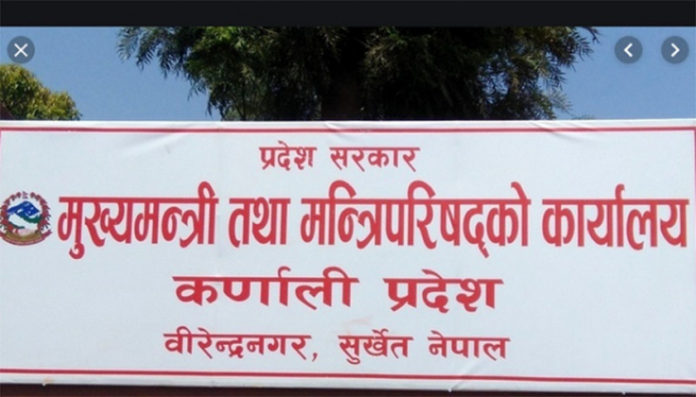 प्रदेश सरकार
मुख्यमन्त्री तथा मन्त्रिपरिषद्को कार्यालय
कर्णाली प्रदेश
वीरेन्द्रनगर, सुर्खेत नेपाल